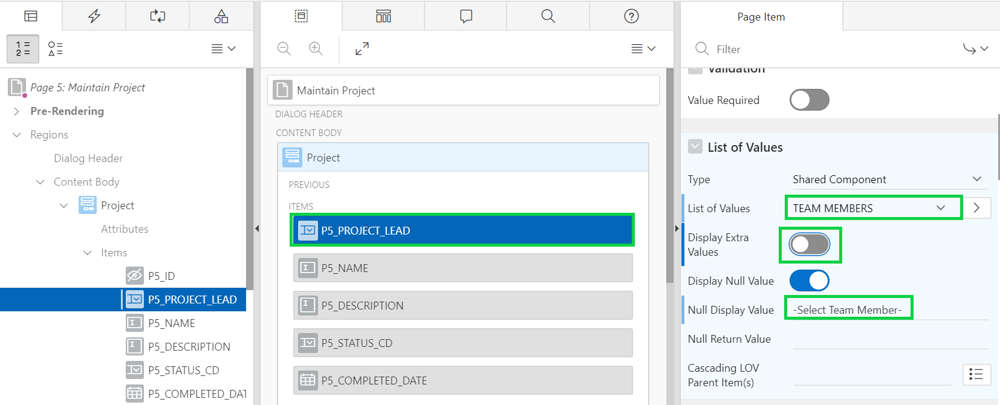 Page 5: Maintain Project
Pre-Rendering
Regions
Dialog Header
Content Body
Project
Attributes
Items
P5_ID
P5_PROJECT_LEAD
P5_NAME
P5_DESCRIPTION
P5_STATUS_CD
P5_COMPLETED_DAT
Maintain Project
DIALOG HEADER
CONTENT BODY
Project
PREVIOUS
ITEMS
P5_PROJECT_LEAD
P5_NAME
P5_DESCRIPTION
P5_STATUS_CD
P5_COMPLETED_DATE
Page Item
Filter
Validation
Value Required
List of Values
Type
Shared Component
List of Values
TEAM MEMBERS
Display Extra
Values
Display Null Value
Null Display Value
-Select Team Member-
Null Return Value
Cascading LOV
Parent Item(s)